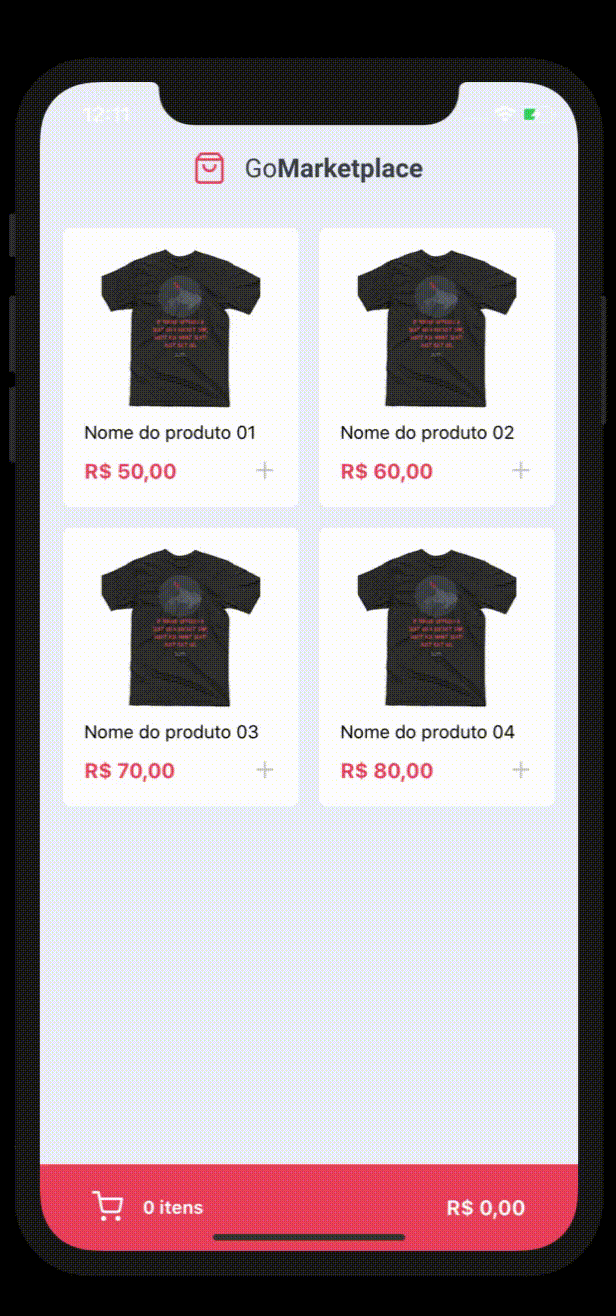 12:11
GoMarketplace
Nome do produto 01
R$ 50,00
Nome do produto 02
R$ 60,00
Nome do produto 03
R$ 70,00
Nome do produto 04
R$ 80,00
0 itens
R$ 0,00